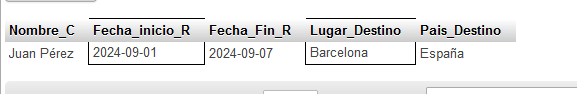 Nombre_C Fecha_inicio_R Fecha_Fin_R Lugar_Destino Pais_Destino
Juan Pérez 2024-09-01 2024-09-07 Barcelona España